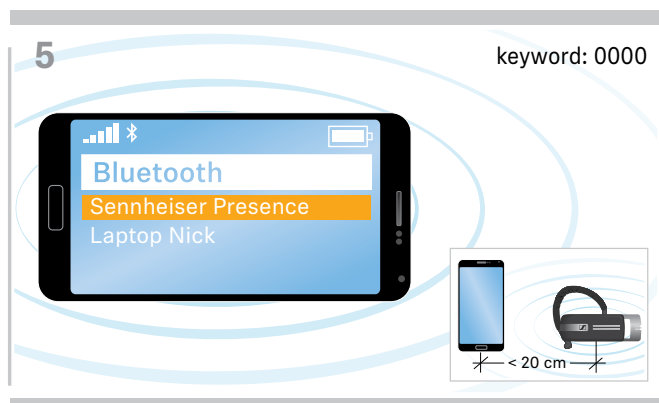 5
keyword: 0000
Bluetooth
Sennheiser Presence
Laptop Nick
< 20 cm